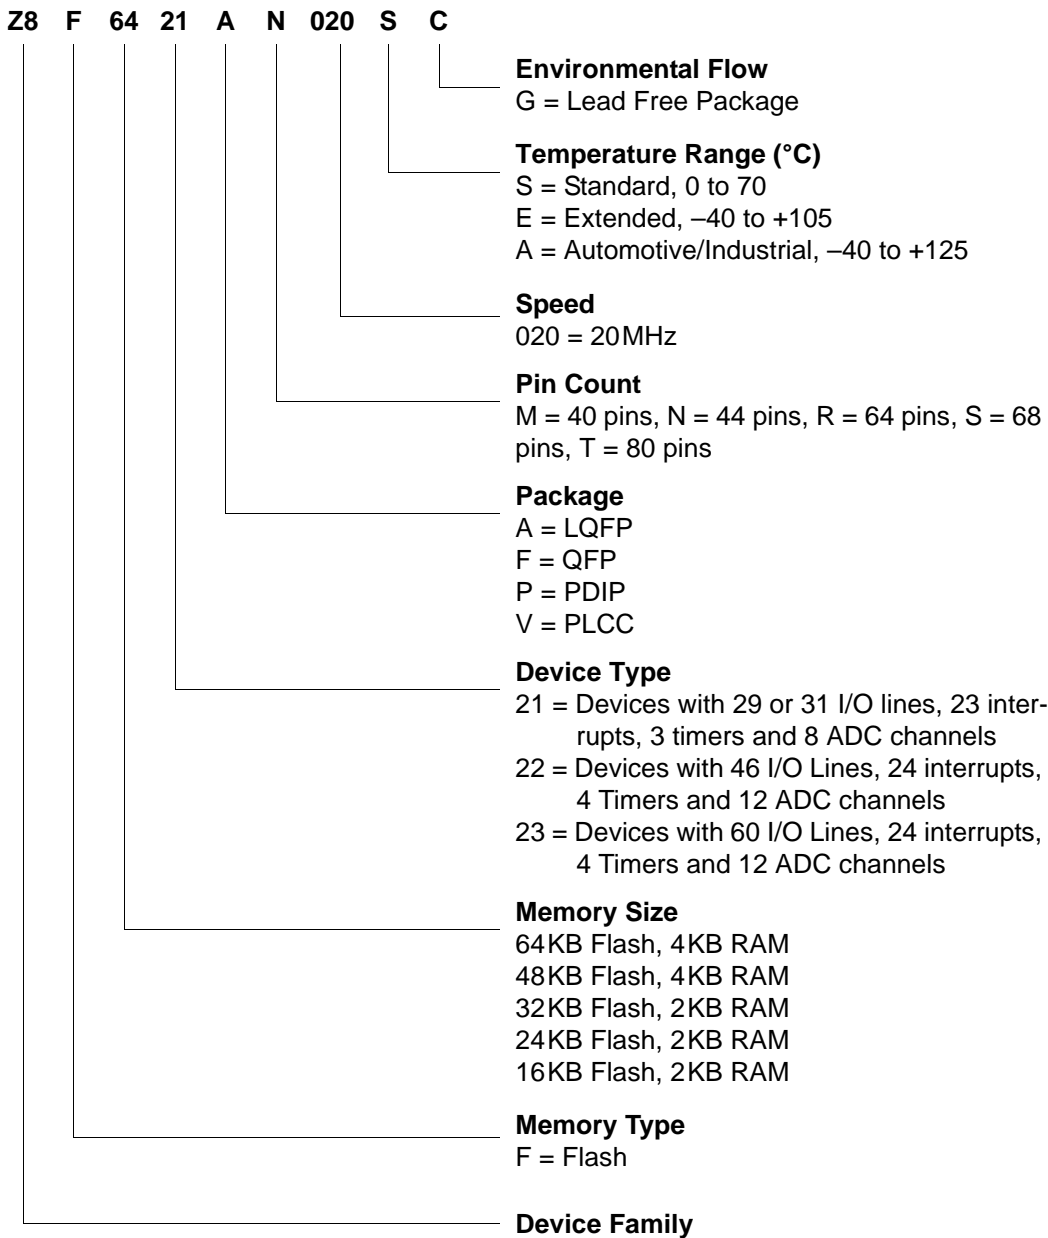 Z8 F 64 21 A N 020 S C
Environmental Flow
G = Lead Free Package
Temperature Range (°C)
S = Standard, 0 to 70
E = Extended, –40 to +105
A = Automotive/Industrial, –40 to +125
Speed
020 = 20MHz
Pin Count
M = 40 pins, N = 44 pins, R = 64 pins, S = 68
pins, T = 80 pins
Package
A = LQFP
F = QFP
P = PDIP
V = PLCC
Device Type
21 = Devices with 29 or 31 I/O lines, 23 inter-
rupts, 3 timers and 8 ADC channels
22 = Devices with 46 I/O Lines, 24 interrupts,
4 Timers and 12 ADC channels
23 = Devices with 60 I/O Lines, 24 interrupts,
4 Timers and 12 ADC channels
Memory Size
64KB Flash, 4KB RAM
48KB Flash, 4KB RAM
32KB Flash, 2KB RAM
24KB Flash, 2KB RAM
16KB Flash, 2KB RAM
Memory Type
F = Flash
Device Family